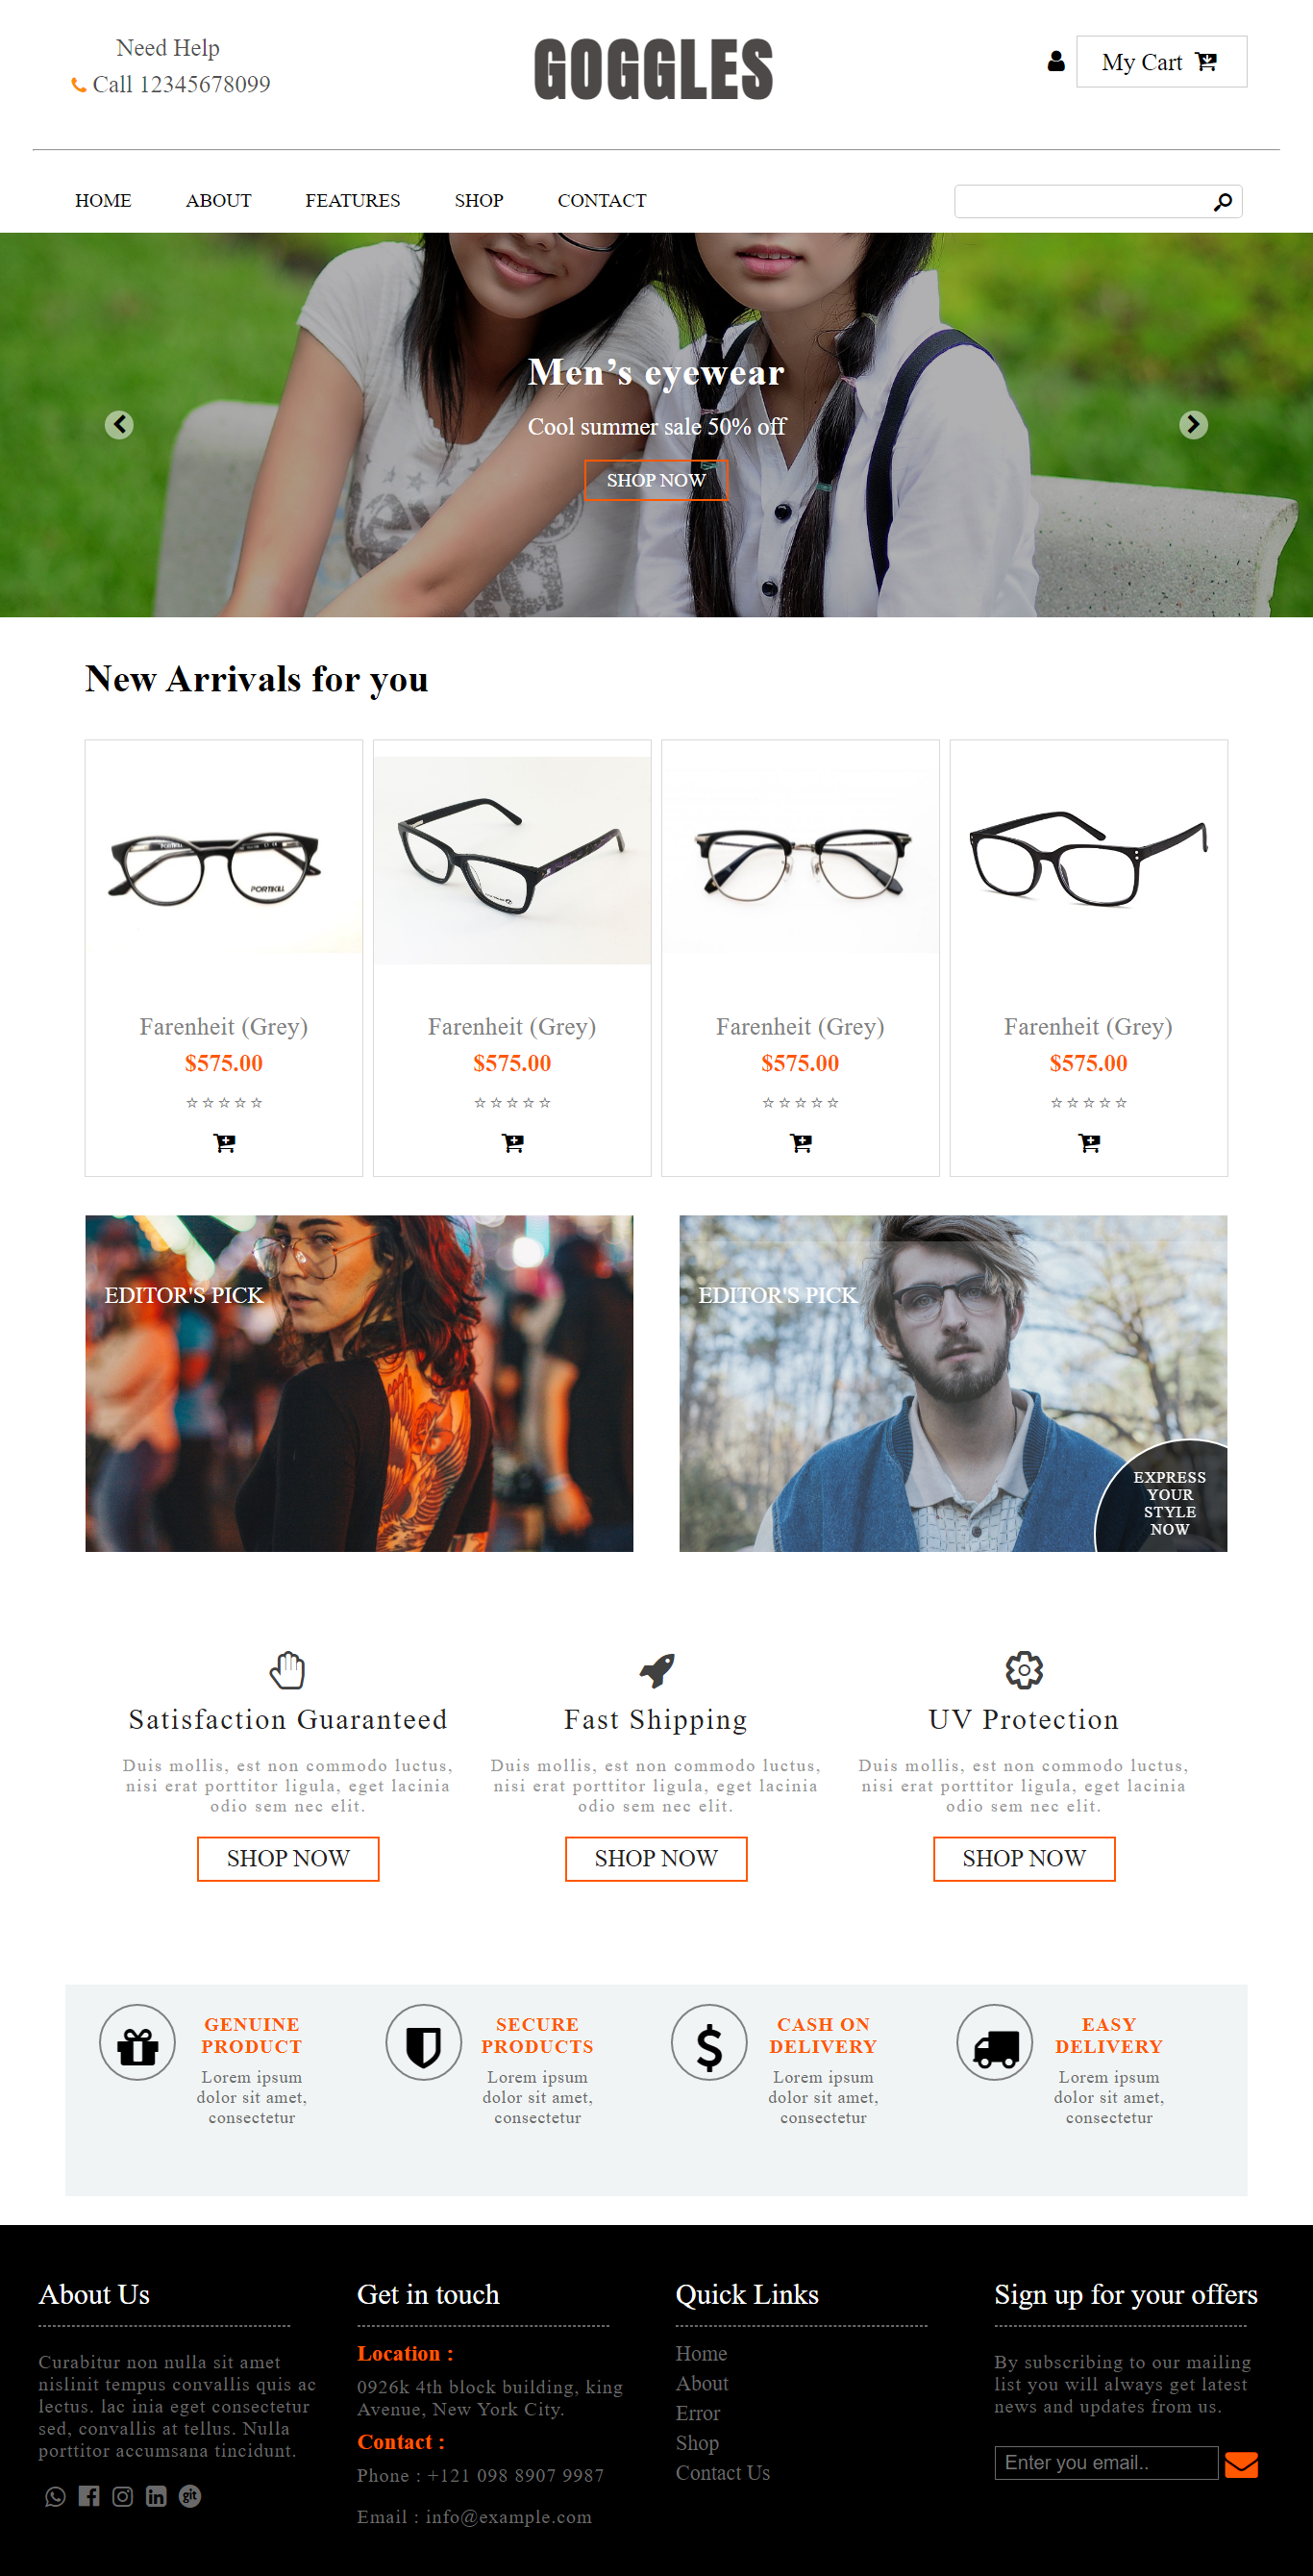 Need Help
Call 12345678099
GOGGLES
My Cart
HOME ABOUT FEATURES SHOP CONTACT
Men’s eyewear
Cool summer sale 50% off
SHOP NOW
New Arrivals for you
PORTKILL
Farenheit (Grey) Farenheit (Grey) Farenheit (Grey) Farenheit (Grey)
$575.00 $575.00 $575.00 $575.00
EDITOR'S PICK
EDITOR'S PICK
EXPRESS
YOUR
STYLE
NOW
Satisfaction Guaranteed
Duis mollis, est non commodo luctus,
nisi erat porttitor ligula, eget lacinia
odio sem nec elit.
SHOP NOW
Fast Shipping
Duis mollis, est non commodo luctus,
nisi erat porttitor ligula, eget lacinia
odio sem nec elit.
SHOP NOW
UV Protection
Duis mollis, est non commodo luctus,
nisi erat porttitor ligula, eget lacinia
odio sem nec elit.
SHOP NOW
GENUINE
PRODUCT
Lorem ipsum
dolor sit amet,
consectetur
SECURE
PRODUCTS
Lorem ipsum
dolor sit amet,
consectetur
CASH ON
DELIVERY
Lorem ipsum
dolor sit amet,
consectetur
EASY
DELIVERY
Lorem ipsum
dolor sit amet,
consectetur
About Us
Curabitur non nulla sit amet
nislinit tempus convallis quis ac
lectus. lac inia eget consectetur
sed, convallis at tellus. Nulla
porttitor accumsana tincidunt.
git
Get in touch
Location :
0926k 4th block building, king
Avenue, New York City.
Contact :
Phone : +121 098 8907 9987
Email : info@example.com
Quick Links
Home
About
Error
Shop
Contact Us
Sign up for your offers
By subscribing to our mailing
list you will always get latest
news and updates from us.
Enter you email..